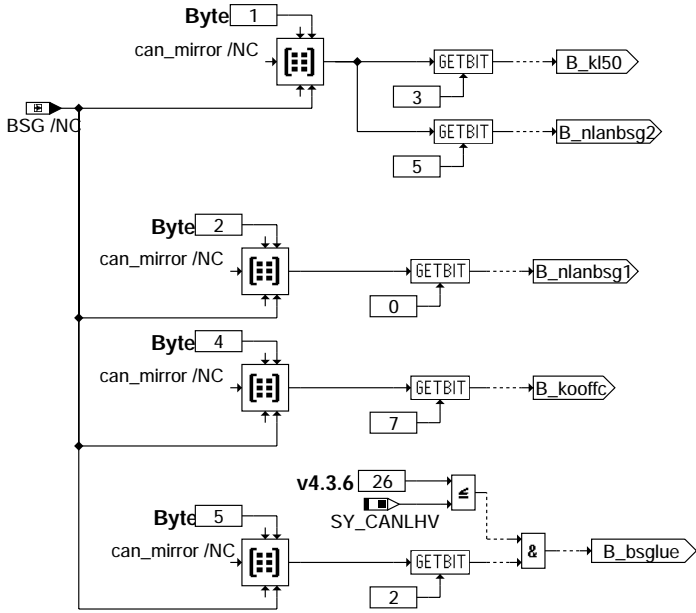 Byte 1
can_mirror /NC
GETBIT
B_kl50
3
BSG /NC
GETBIT
B_nlanbsg2
5
Byte 2
can_mirror /NC
GETBIT
B_nlanbsg1
0
Byte 4
can_mirror /NC
GETBIT
B_kooffc
7
v4.3.6 26
≤
SY_CANLHV
Byte 5
can_mirror /NC
GETBIT
&
B_bsglue
2